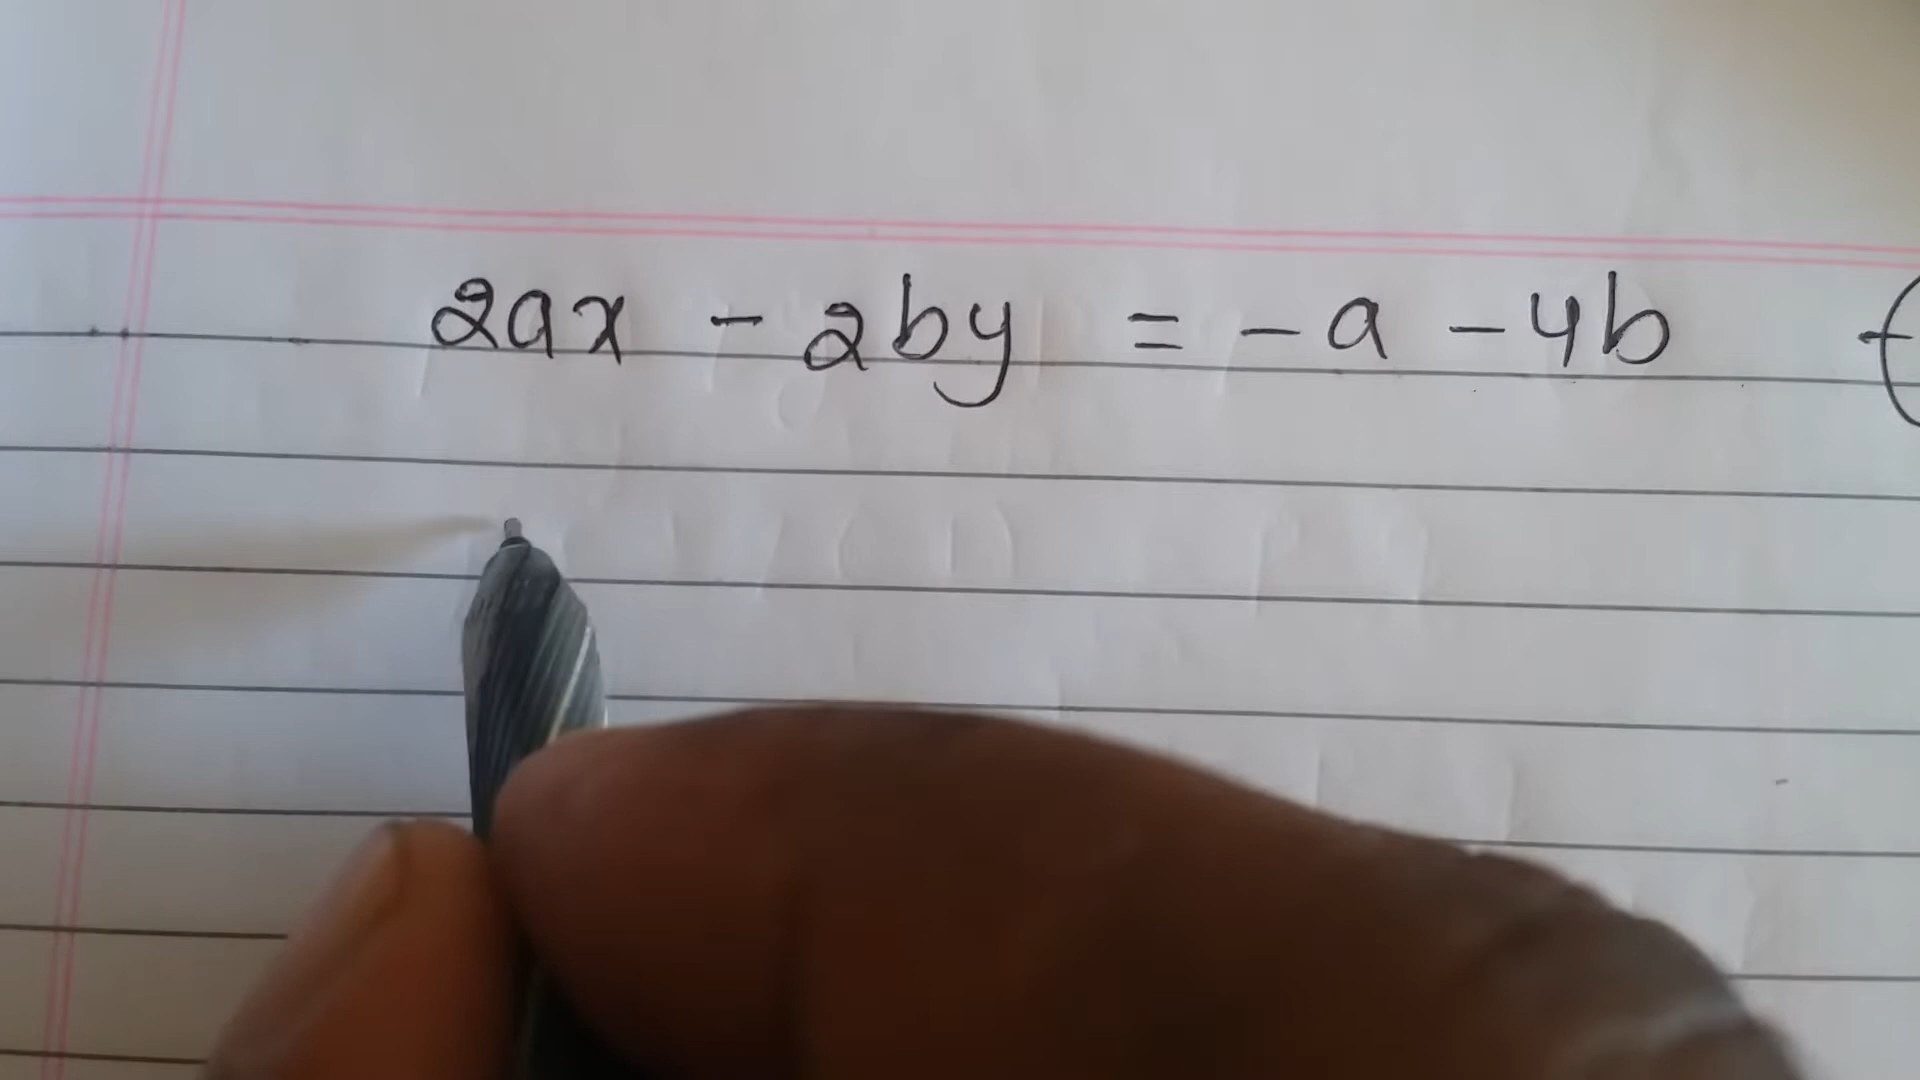 2ax - 2by = -a - 4b